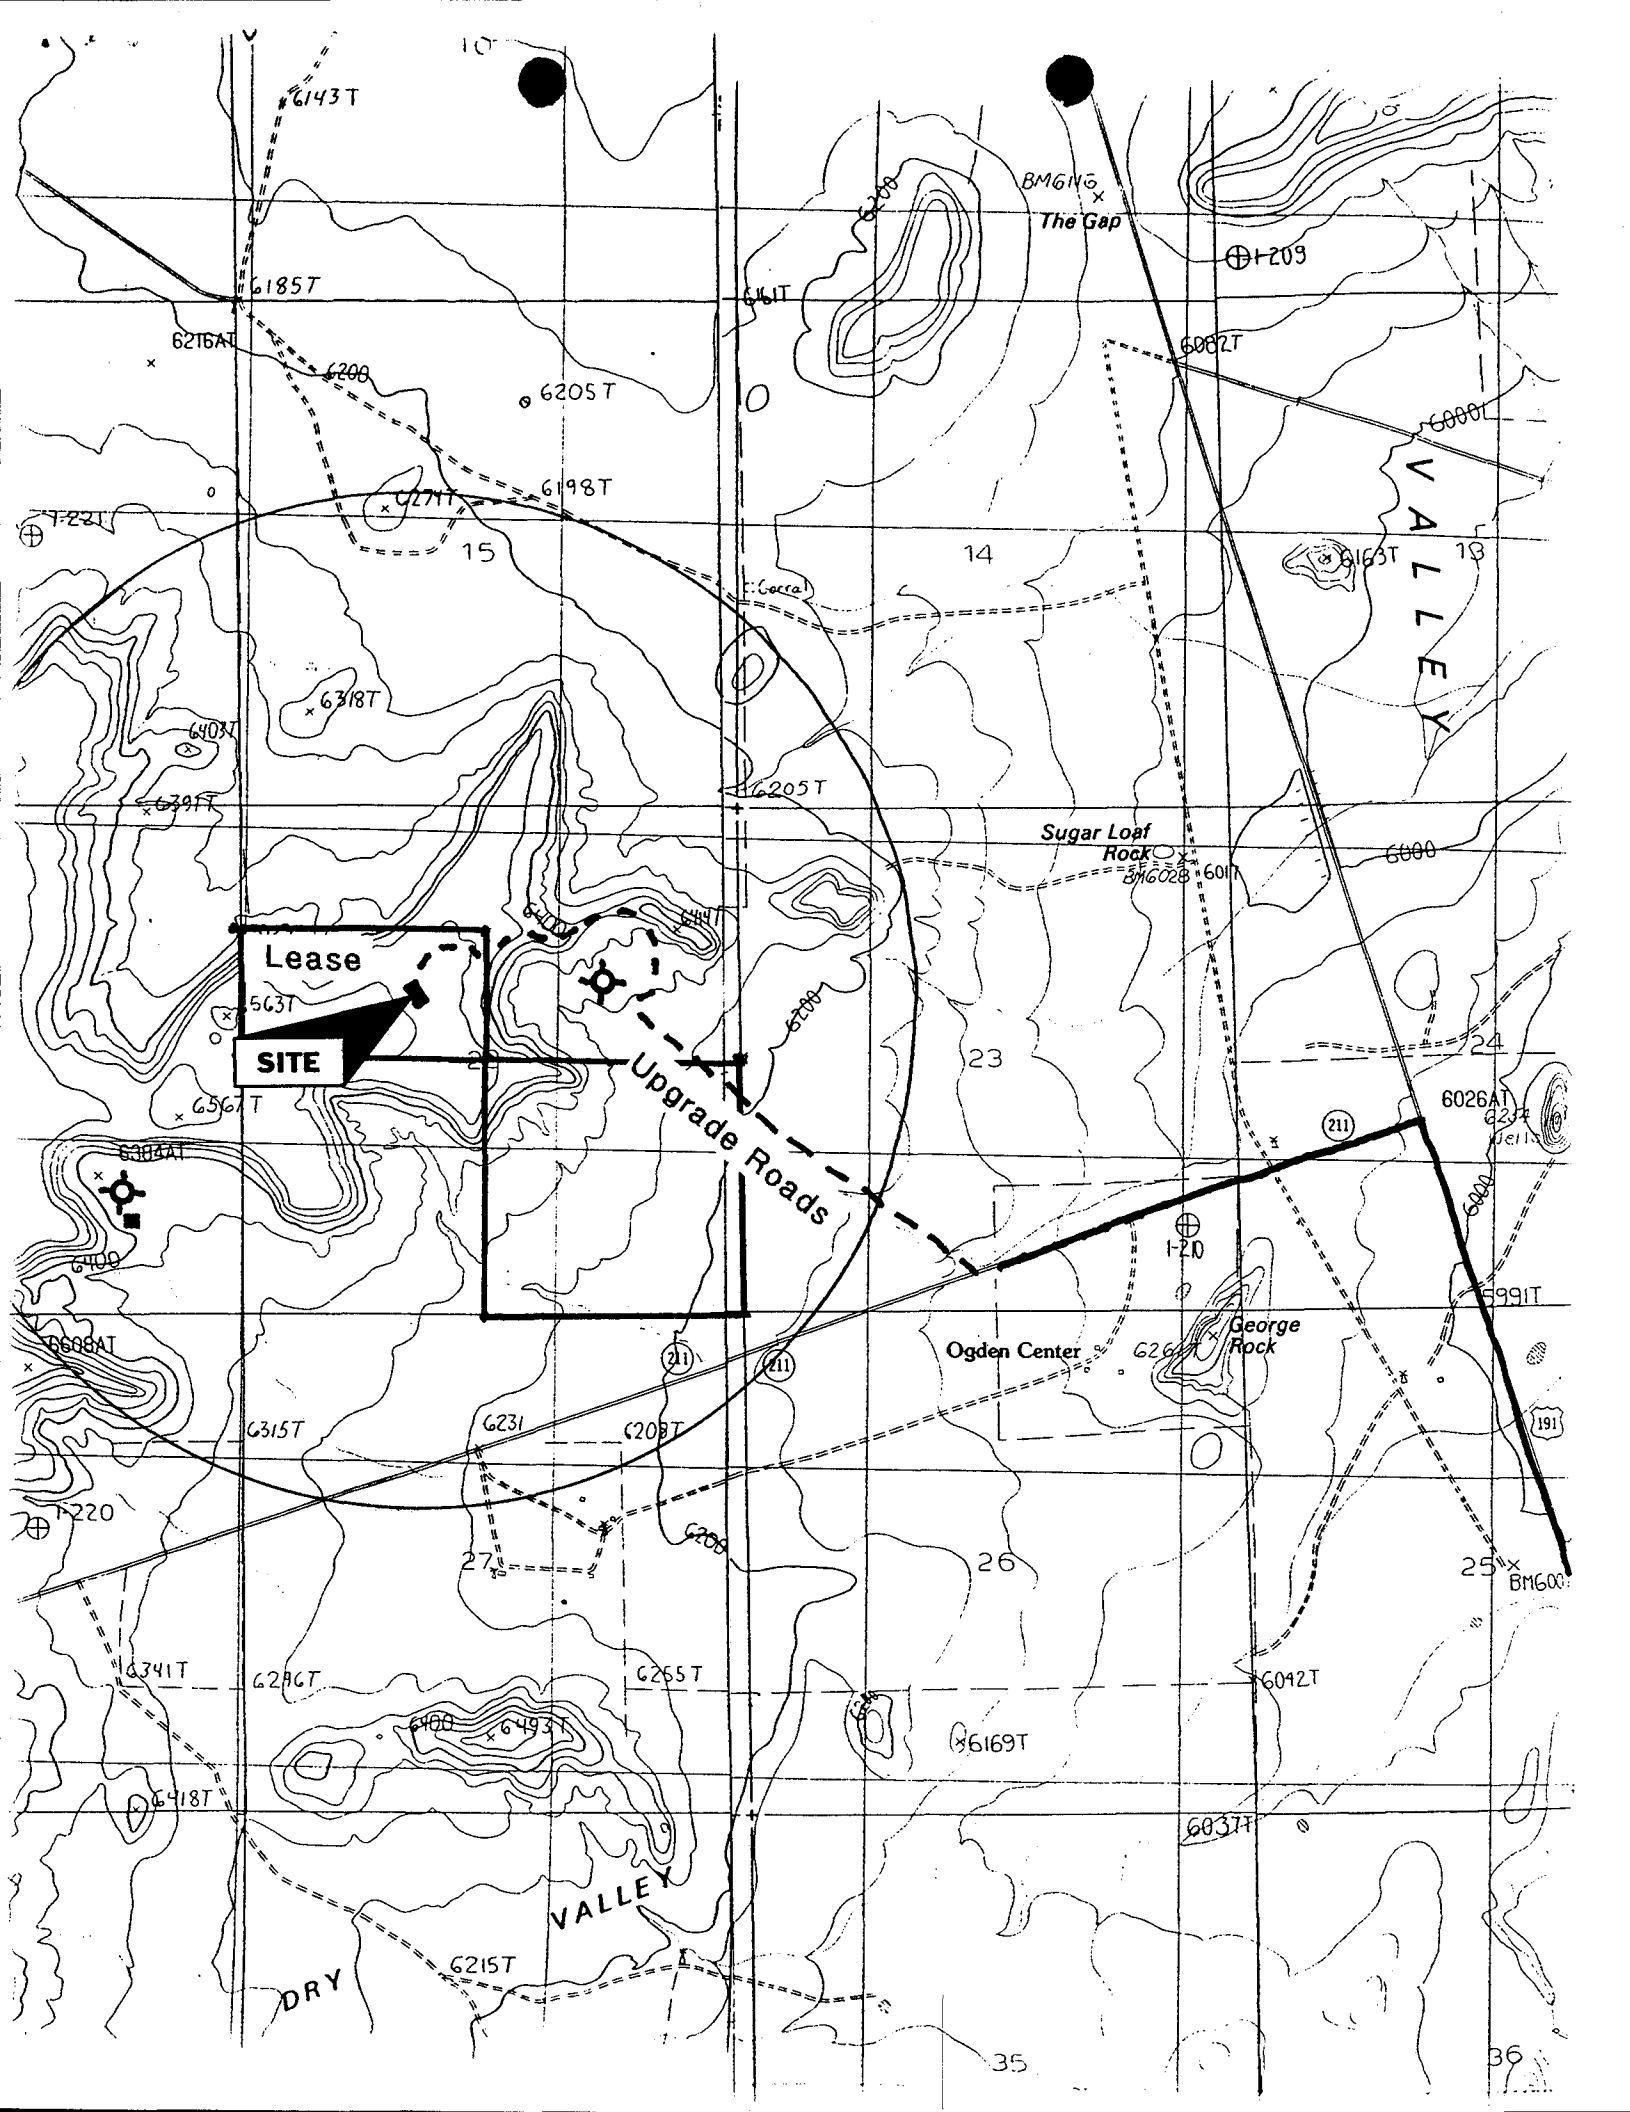 10
6143T
BM6116
The Gap
6200
1-209
6185T
6161T
6216AT
6082T
6200
6205T
6000
VALLEY
6274T
6198T
1-221
15
14
13
6163T
Corral
6318T
6403T
6205T
6391T
Sugar Loaf
Rock
BM6028
6017
6000
6400
Lease
6563T
6200
SITE
23
24
Upgrade Roads
6026AT
6567T
211
6384AT
6000
1-210
6400
5991T
George
Rock
Ogden Center
6608AT
211
211
191
6315T
6231
6208T
1-220
6200
27
26
25
BM600
6341T
6296T
6255T
6042T
6400
6493T
6169T
6418T
6037T
DRY VALLEY
6215T
35
36